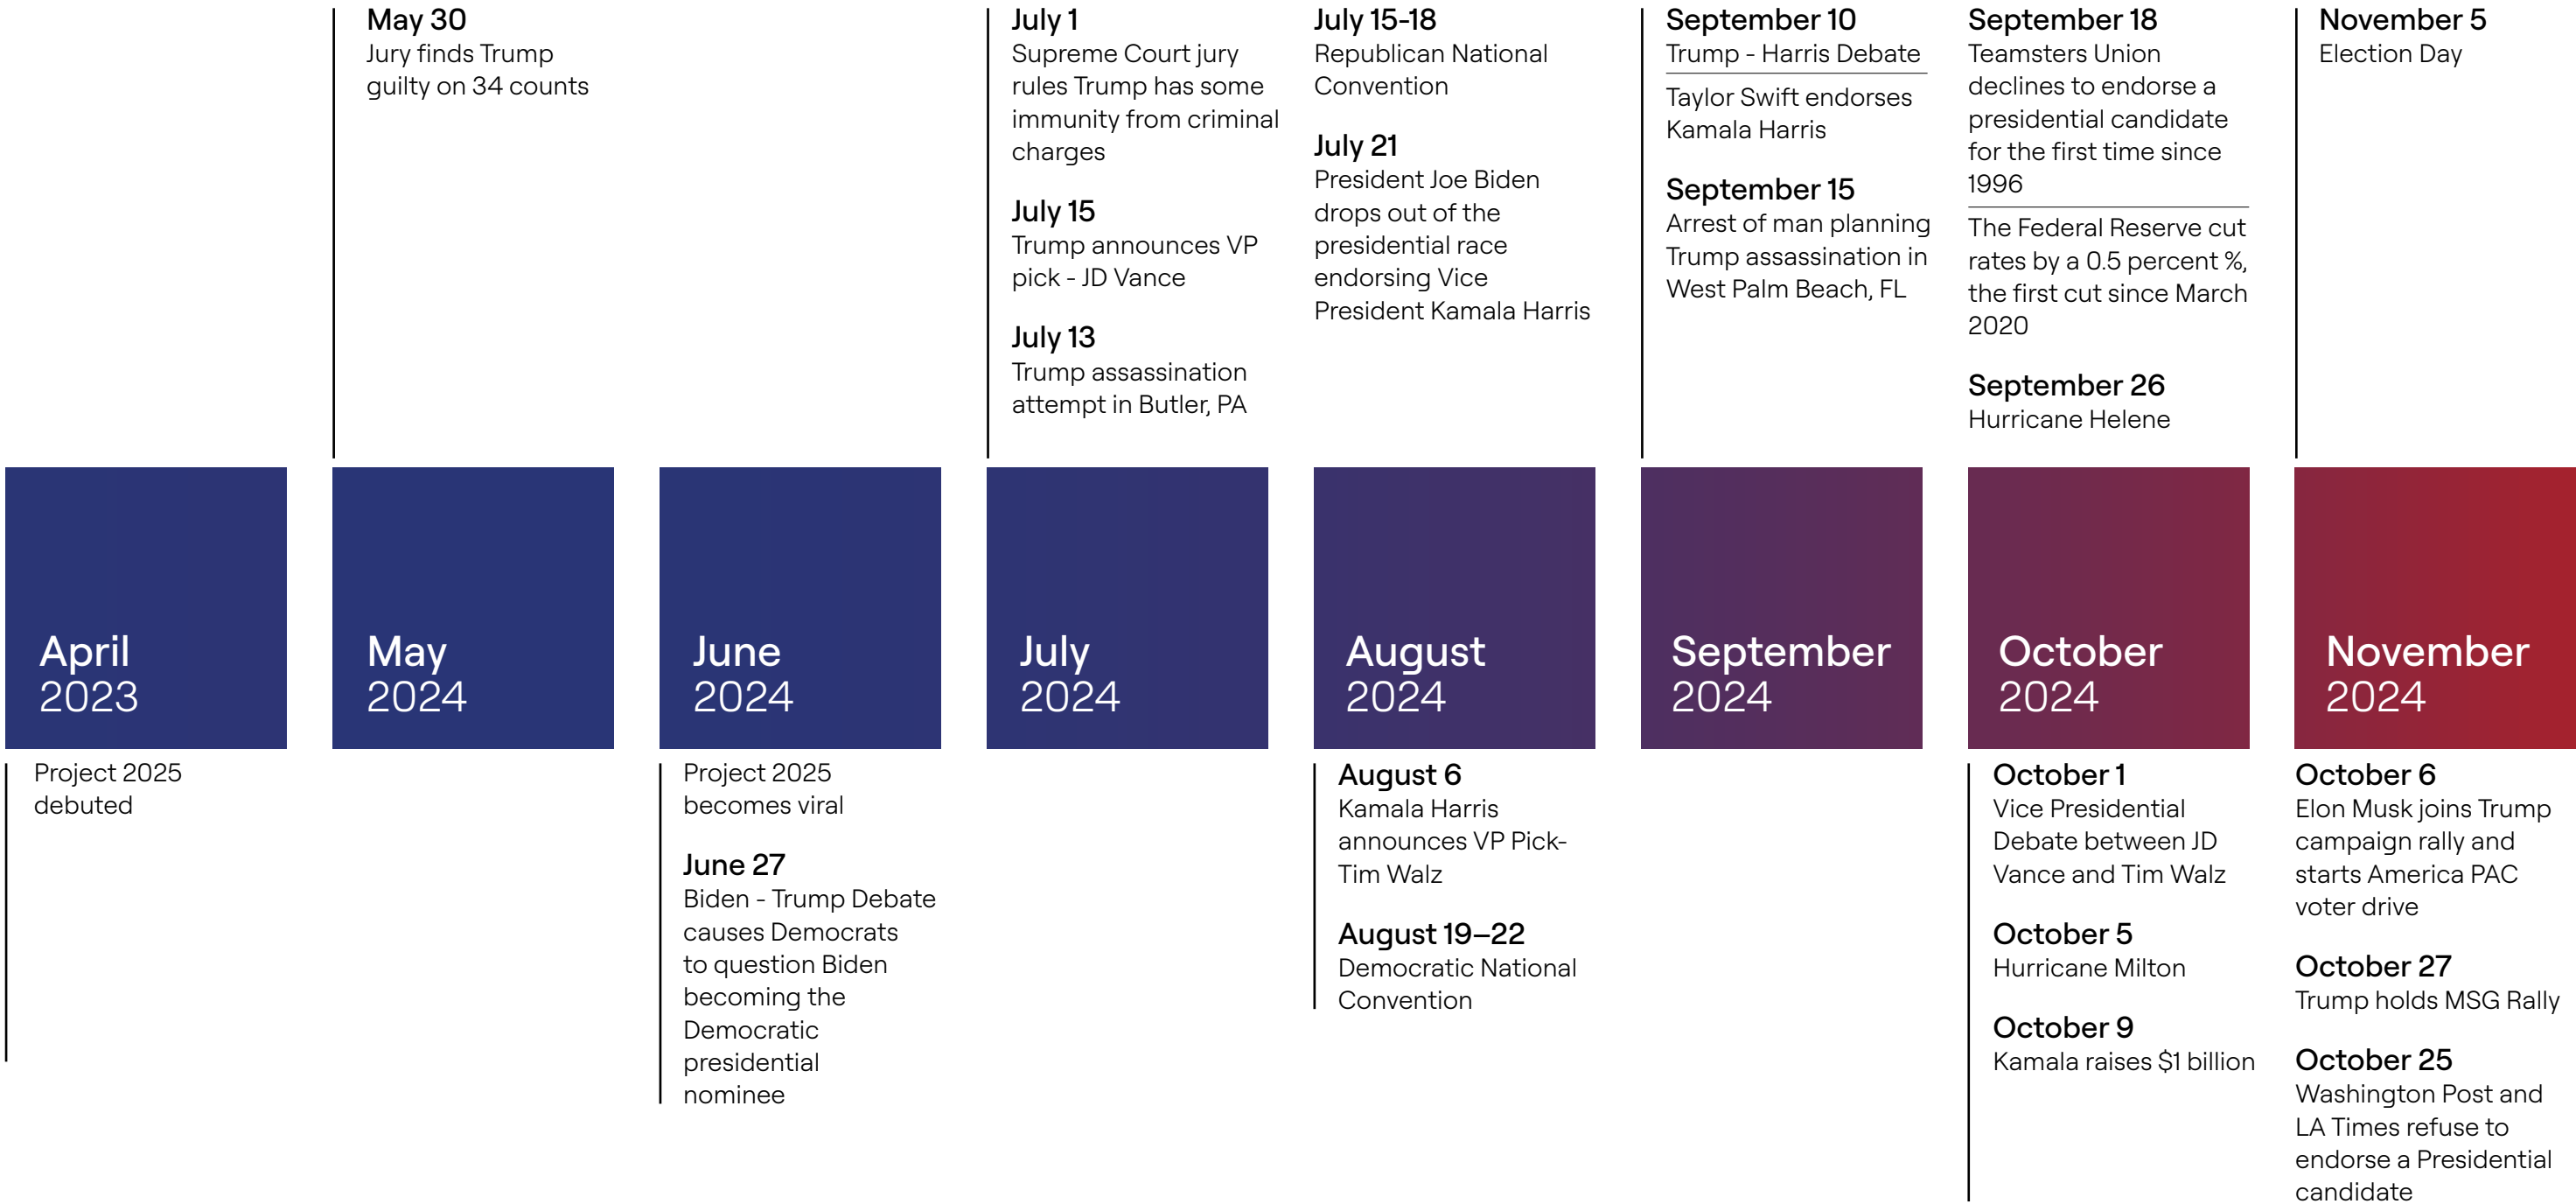 May 30
Jury finds Trump
guilty on 34 counts
July 1
Supreme Court jury
rules Trump has some
immunity from criminal
charges
July 15
Trump announces VP
pick - JD Vance
July 13
Trump assassination
attempt in Butler, PA
July 15-18
Republican National
Convention
July 21
President Joe Biden
drops out of the
presidential race
endorsing Vice
President Kamala Harris
September 10
Trump - Harris Debate
Taylor Swift endorses
Kamala Harris
September 15
Arrest of man planning
Trump assassination in
West Palm Beach, FL
September 18
Teamsters Union
declines to endorse a
presidential candidate
for the first time since
1996
The Federal Reserve cut
rates by a 0.5 percent %,
the first cut since March
2020
September 26
Hurricane Helene
November 5
Election Day
April
2023
May
2024
June
2024
July
2024
August
2024
September
2024
October
2024
November
2024
Project 2025
debuted
Project 2025
becomes viral
June 27
Biden - Trump Debate
causes Democrats
to question Biden
becoming the
Democratic
presidential
nominee
August 6
Kamala Harris
announces VP Pick-
Tim Walz
August 19–22
Democratic National
Convention
October 1
Vice Presidential
Debate between JD
Vance and Tim Walz
October 5
Hurricane Milton
October 9
Kamala raises $1 billion
October 6
Elon Musk joins Trump
campaign rally and
starts America PAC
voter drive
October 27
Trump holds MSG Rally
October 25
Washington Post and
LA Times refuse to
endorse a Presidential
candidate